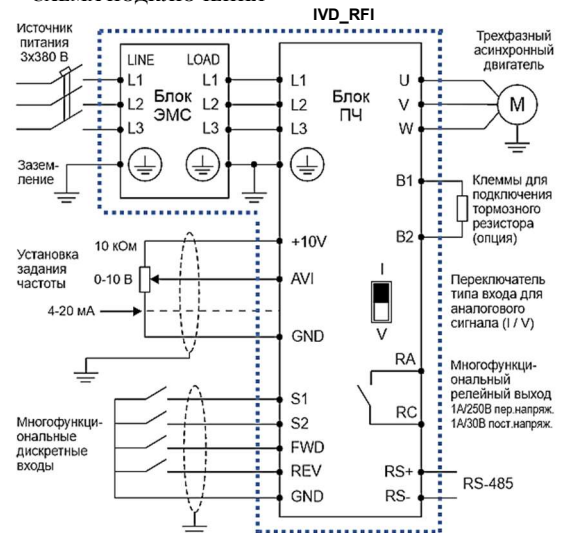 IVD_RFI
Источник
питания
3x380 В
LINE
LOAD
L1
L2
L3
Блок
ЭМС
L1
L2
L3
L1
L2
L3
Блок
ПЧ
U
V
W
Трехфазный
асинхронный
двигатель
M
Зазем-
ление
B1
B2
Клеммы для
подключения
тормозного
резистора
(опция)
Установка
задания
частоты
10 кОм
0-10 В
4-20 мА
+10V
AVI
GND
I
V
Переключатель
типа входа для
аналогового
сигнала (I / V)
RA
RC
Многофункци-
ональный
релейный выход
1А/250В пер.напряж.
1А/30В пост.напряж.
Многофункци-
ональные
дискретные
входы
S1
S2
FWD
REV
GND
RS+
RS-
RS-485